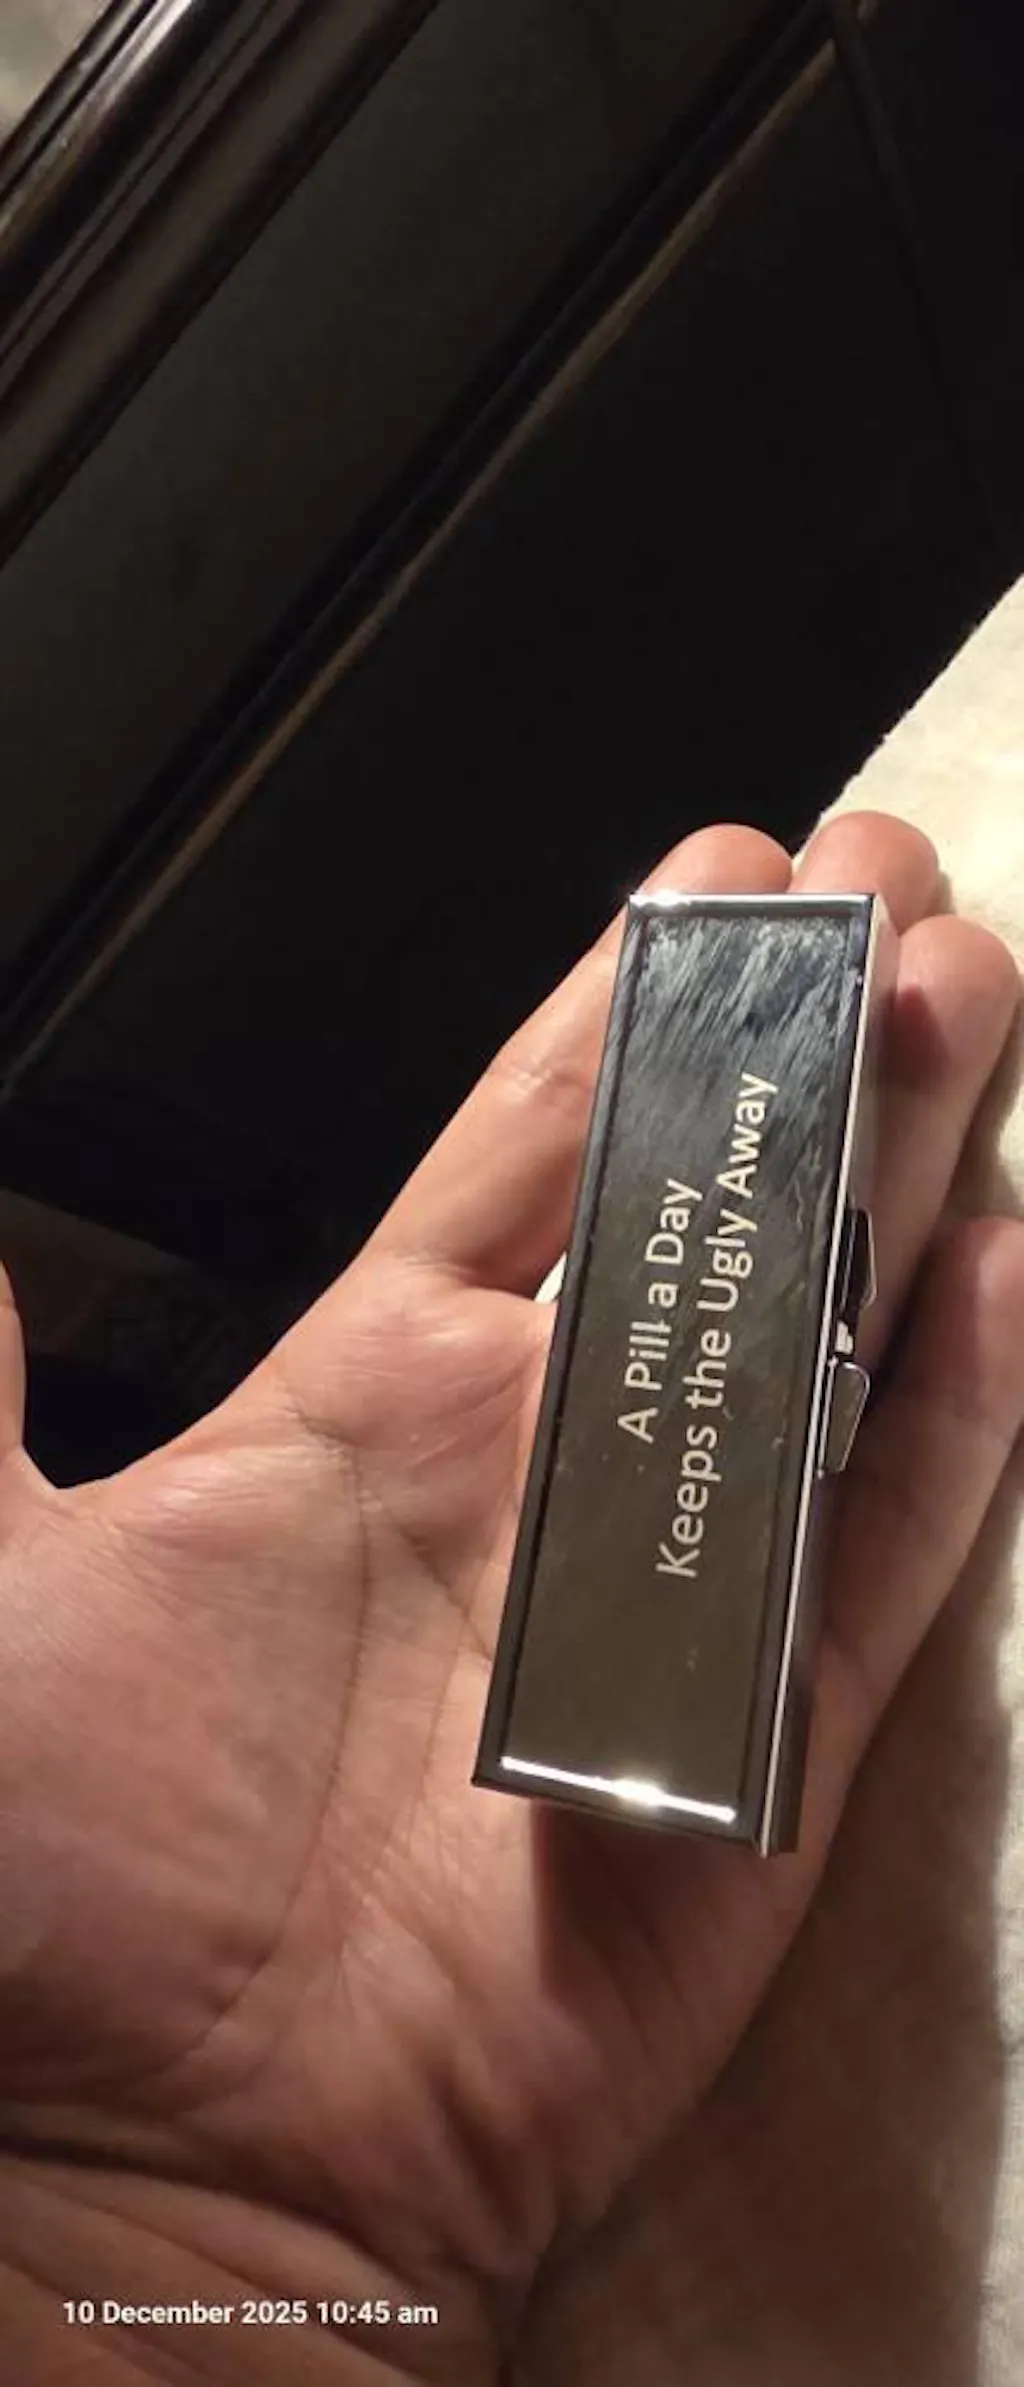 A Pill a Day
Keeps the Ugly Away
10 December 2025 10:45 am